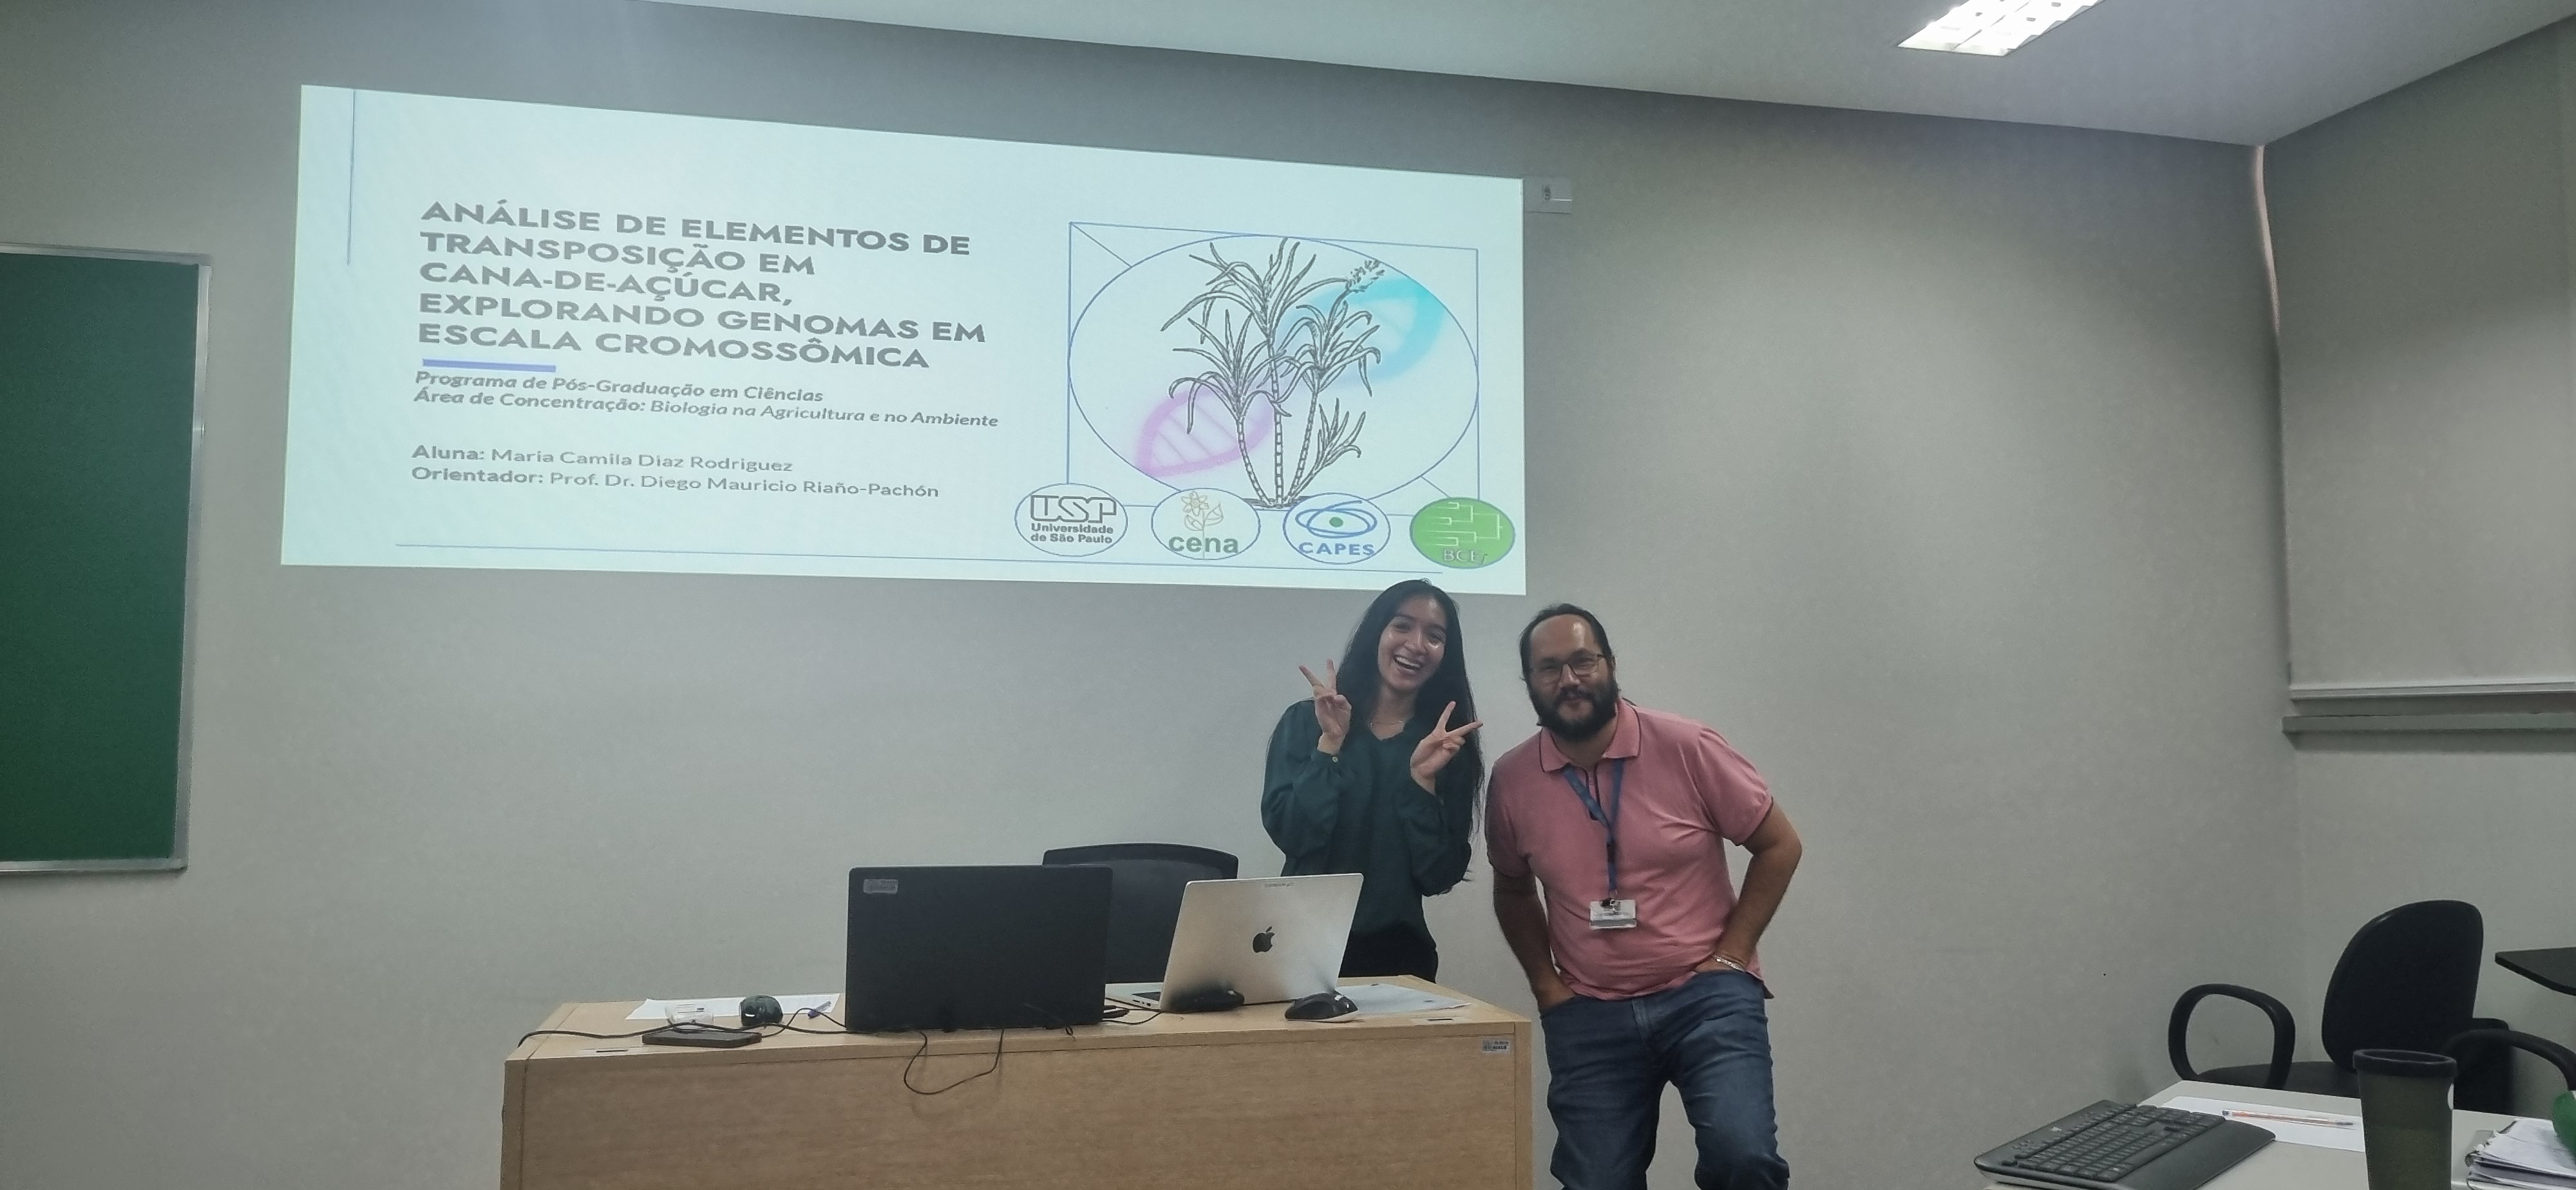 ANÁLISE DE ELEMENTOS DE
TRANSPOSIÇÃO EM
CANA-DE-AÇÚCAR,
EXPLORANDO GENOMAS EM
ESCALA CROMOSSÔMICA
Programa de Pós-Graduação em Ciências
Área de Concentração: Biologia na Agricultura e no Ambiente
Aluna: Maria Camila Diaz Rodriguez
Orientador: Prof. Dr. Diego Mauricio Riaño-Pachón
USP
Universidade
de São Paulo
cena
CAPES